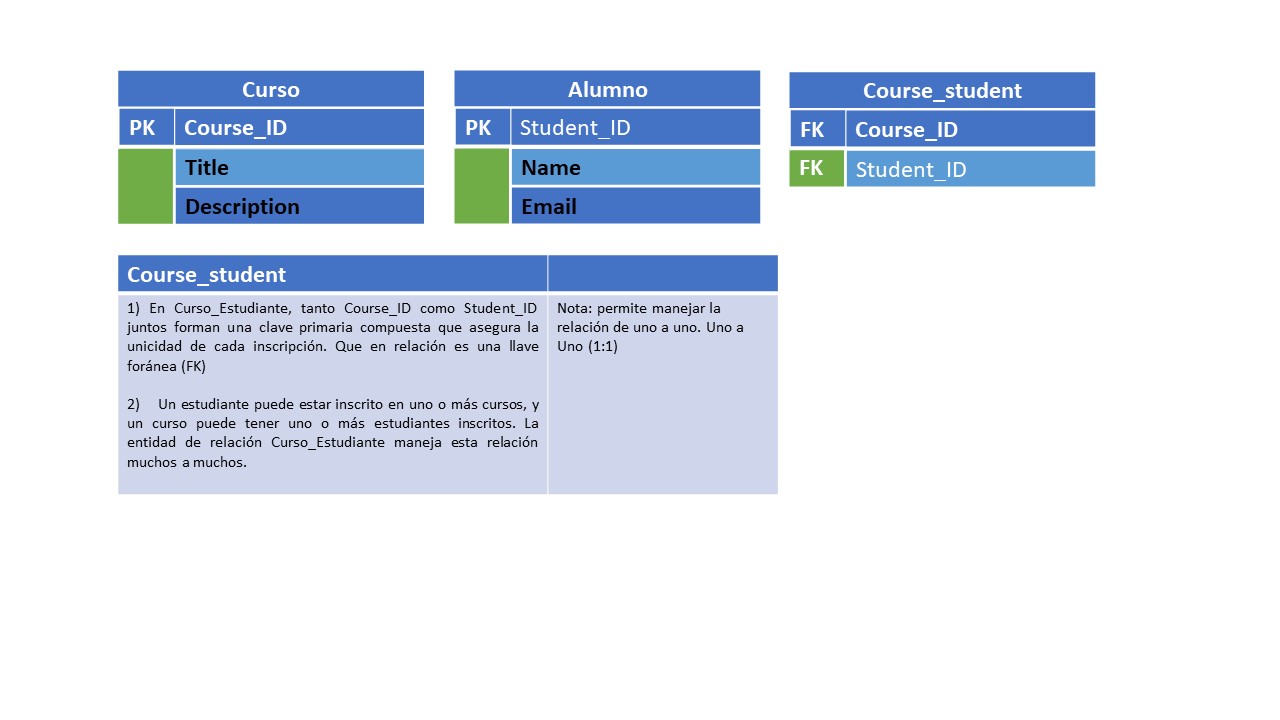 Curso
PK Course_ID
Title
Description
Alumno
PK Student_ID
Name
Email
Course_student
FK Course_ID
FK Student_ID
Course_student
1) En Curso_Estudiante, tanto Course_ID como Student_ID
juntos forman una clave primaria compuesta que asegura la
unicidad de cada inscripción. Que en relación es una llave
foránea (FK)
2) Un estudiante puede estar inscrito en uno o más cursos, y
un curso puede tener uno o más estudiantes inscritos. La
entidad de relación Curso_Estudiante maneja esta relación
muchos a muchos.
Nota: permite manejar la
relación de uno a uno. Uno a
Uno (1:1)